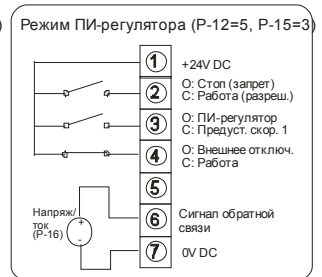 ) Режим ПИ-регулятора (P-12=5, P-15=3)
1
+24V DC
2
О: Стоп (запрет)
С: Работа (разреш.)
3
О: ПИ-регулятор
С: Предуст. скор. 1
4
О: Внешнее отключ.
С: Работа
5
Напряж/
ток
(P-16)
+
-
6
Сигнал обратной
связи
7
0V DC